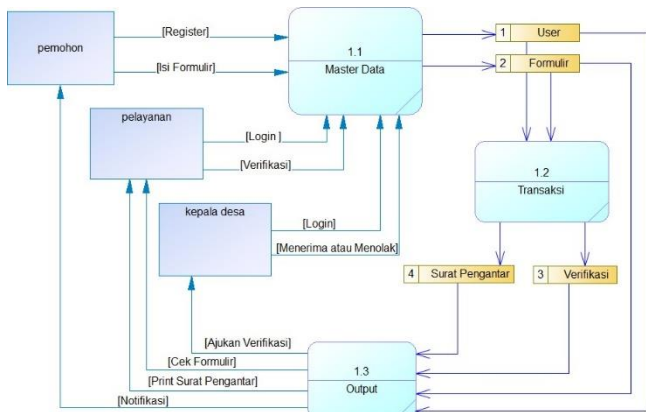 pemohon
[Register]
[Isi Formulir]
1.1
Master Data
1 User
2 Formulir
pelayanan
[Login ]
[Verifikasi]
kepala desa
[Login]
[Menerima atau Menolak]
1.2
Transaksi
4 Surat Pengantar
3 Verifikasi
[Ajukan Verifikasi]
[Cek Formulir]
[Print Surat Pengantar]
[Notifikasi]
1.3
Output